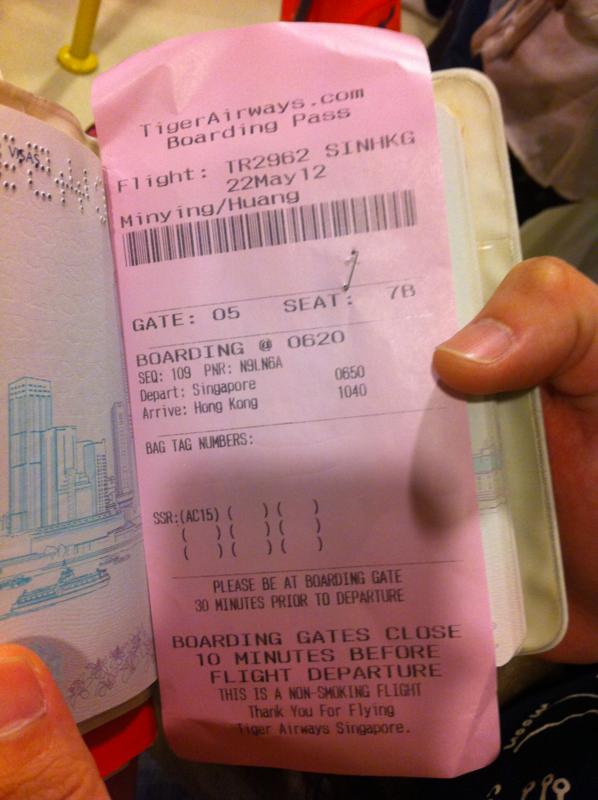 VISAS
TigerAirways.com
Boarding Pass
Flight: TR2962 SINHKG
22May12
Minying/Huang
GATE: 05 SEAT: 7B
BOARDING @ 0620
SEQ: 109 PNR: N9LN6A
Depart: Singapore 0650
Arrive: Hong Kong 1040
BAG TAG NUMBERS:
SSR:(AC15) ( )( )
( )( )( )
( )( )( )
PLEASE BE AT BOARDING GATE
30 MINUTES PRIOR TO DEPARTURE
BOARDING GATES CLOSE
10 MINUTES BEFORE
FLIGHT DEPARTURE
THIS IS A NON-SMOKING FLIGHT
Thank You For Flying
Tiger Airways Singapore.